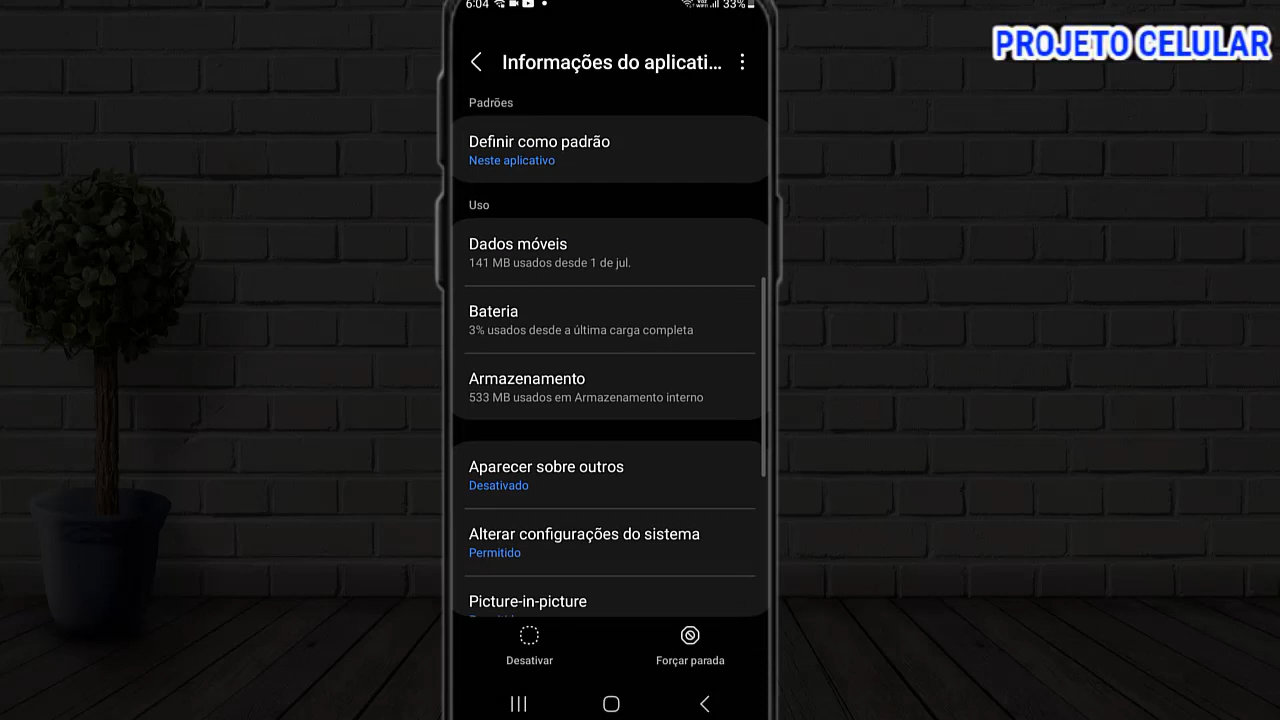 6:04
33%
PROJETO CELULAR
Informações do aplicati...
Padrões
Definir como padrão
Neste aplicativo
Uso
Dados móveis
141 MB usados desde 1 de jul.
Bateria
3% usados desde a última carga completa
Armazenamento
533 MB usados em Armazenamento interno
Aparecer sobre outros
Desativado
Alterar configurações do sistema
Permitido
Picture-in-picture
Desativar
Forçar parada